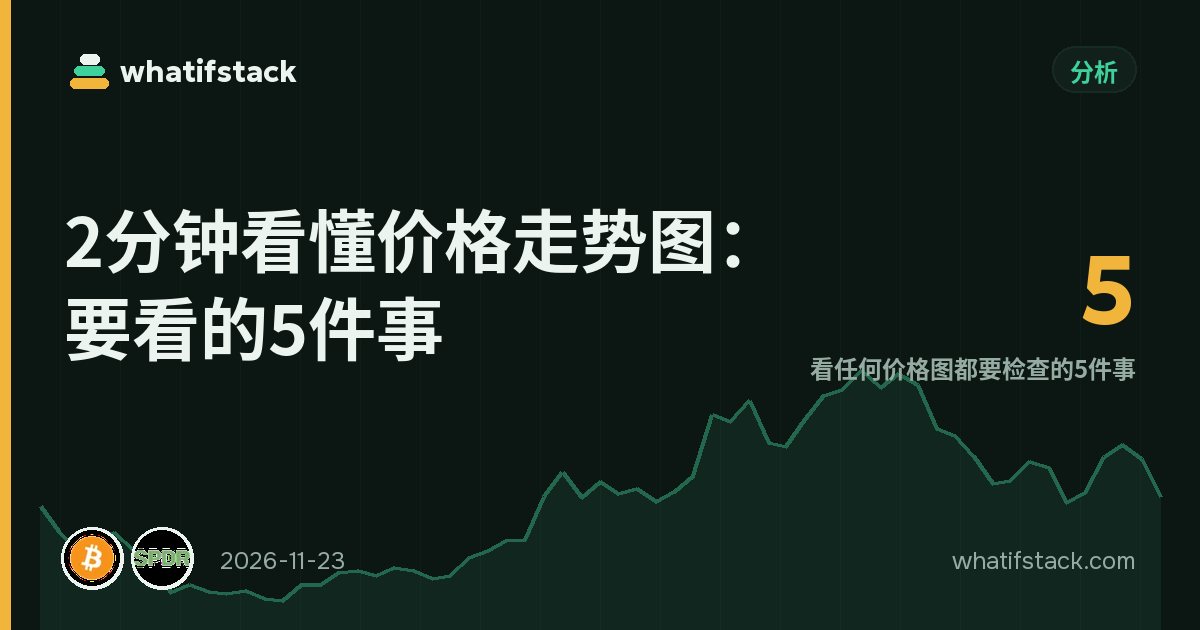 whatifstack
分析
2分钟看懂价格走势图：
要看的5件事
5
看任何价格图都要检查的5件事
SPDR
2026-11-23
whatifstack.com